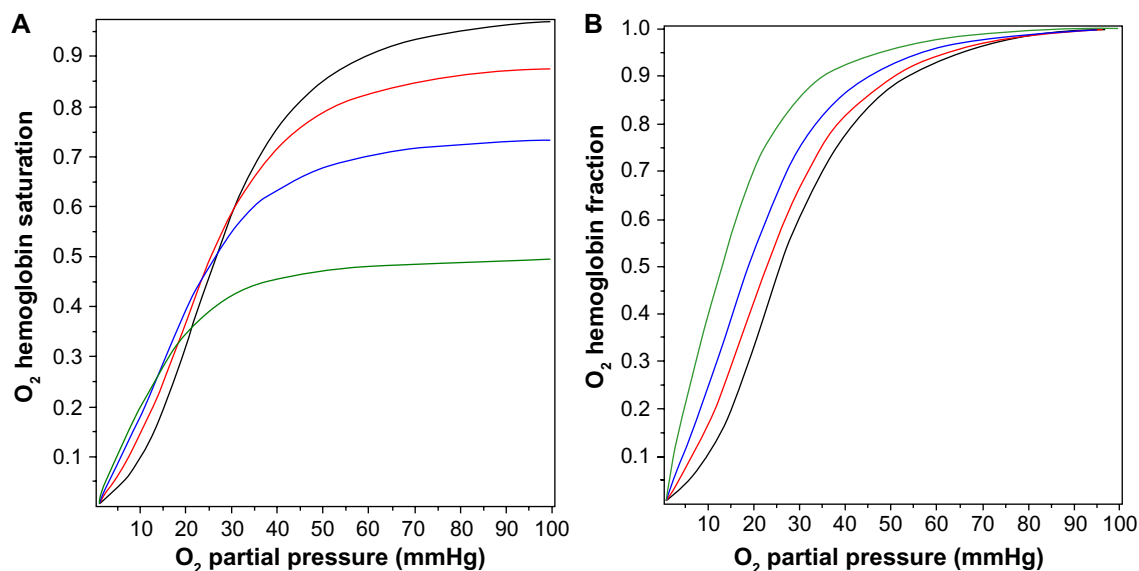 A
O2 hemoglobin saturation
0.9
0.8
0.7
0.6
0.5
0.4
0.3
0.2
0.1
10 20 30 40 50 60 70 80 90 100
O2 partial pressure (mmHg)
B
O2 hemoglobin fraction
1.0
0.9
0.8
0.7
0.6
0.5
0.4
0.3
0.2
0.1
10 20 30 40 50 60 70 80 90 100
O2 partial pressure (mmHg)